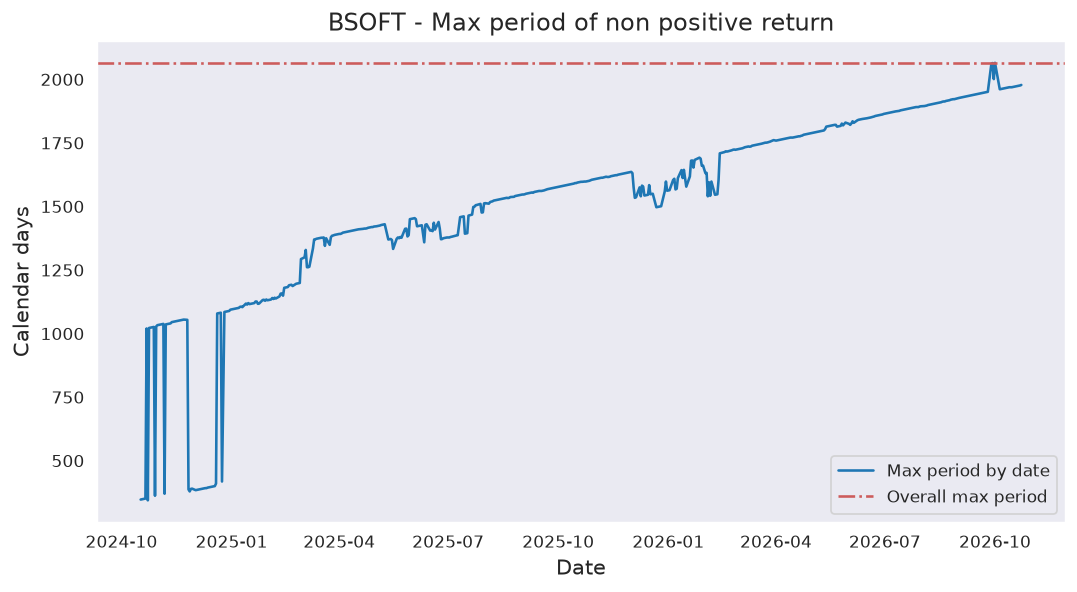 BSOFT - Max period of non positive return
Calendar days
2000
1750
1500
1250
1000
750
500
Max period by date
Overall max period
2024-10 2025-01 2025-04 2025-07 2025-10 2026-01 2026-04 2026-07 2026-10
Date